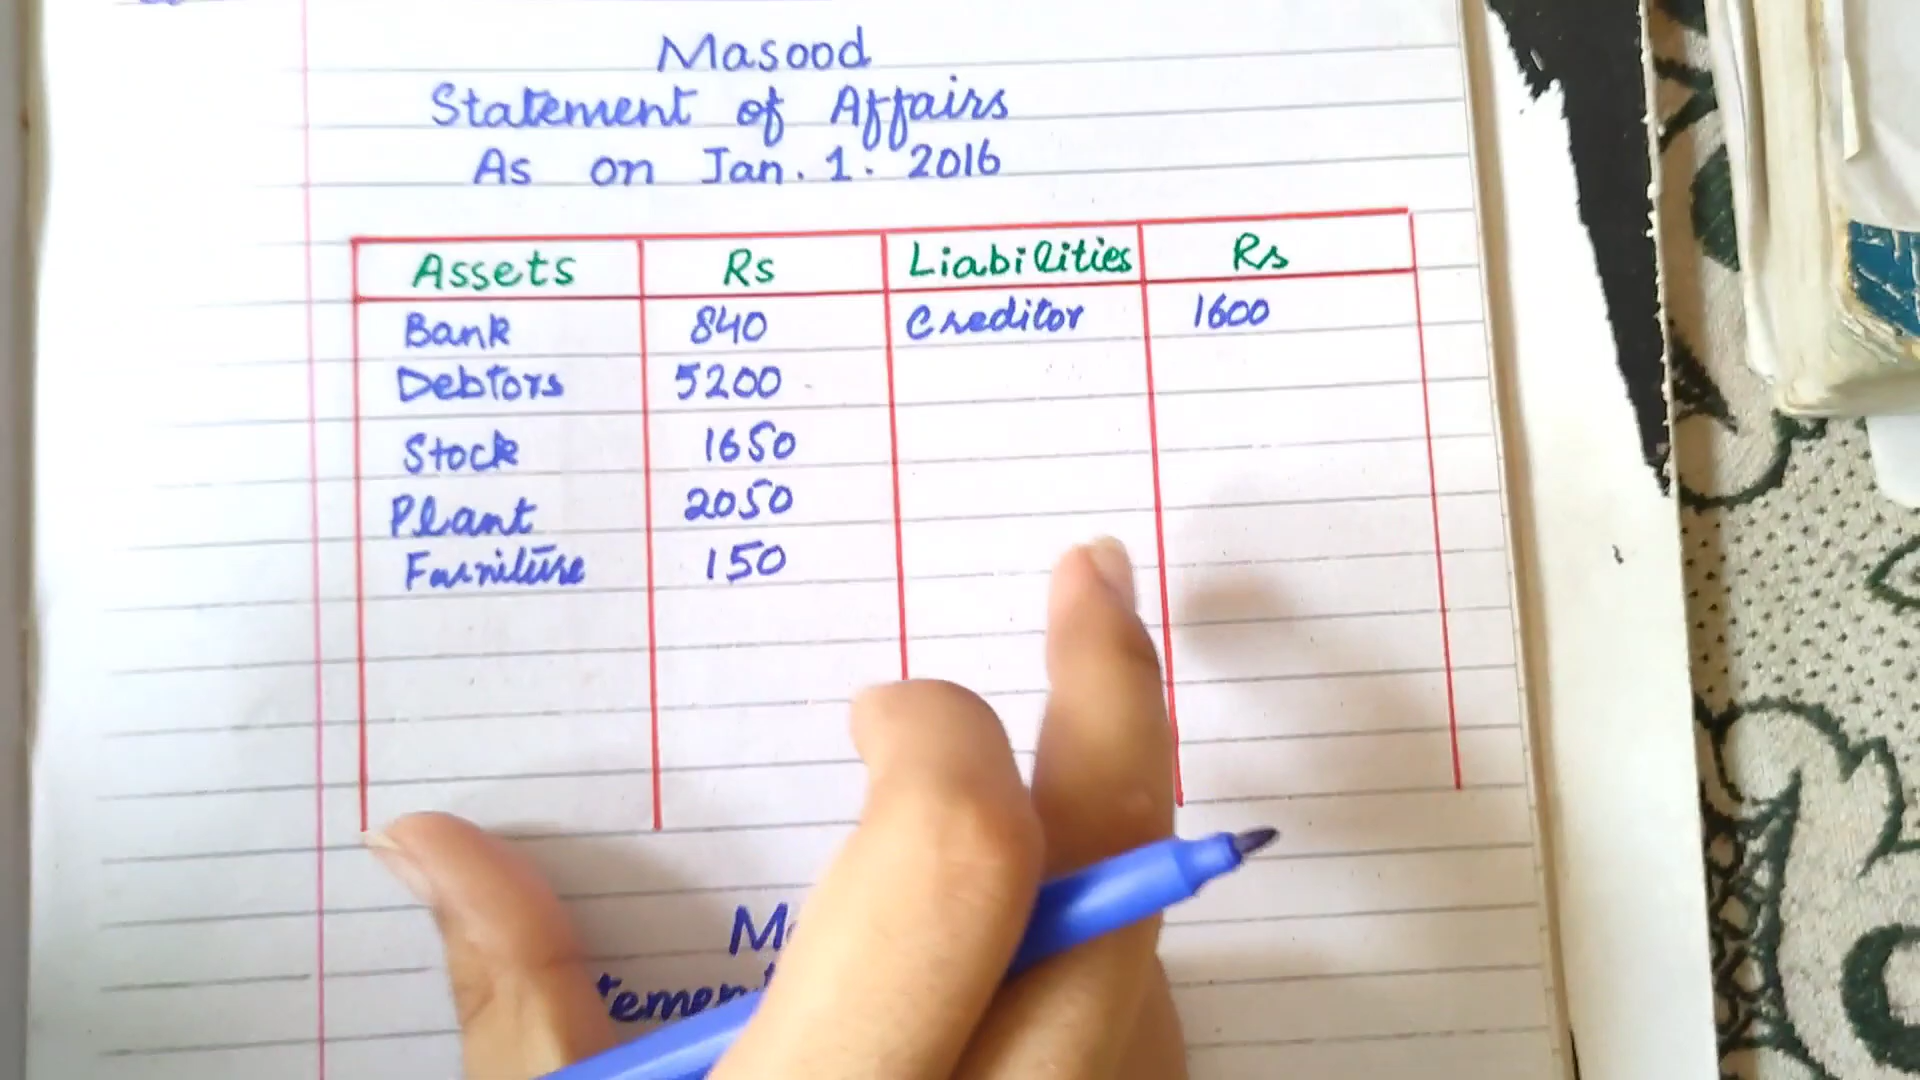 Masood
Statement of Affairs
As on Jan. 1. 2016
Assets Rs Liabilities Rs
Bank 840 Creditor 1600
Debtors 5200
Stock 1650
Plant 2050
Furniture 150